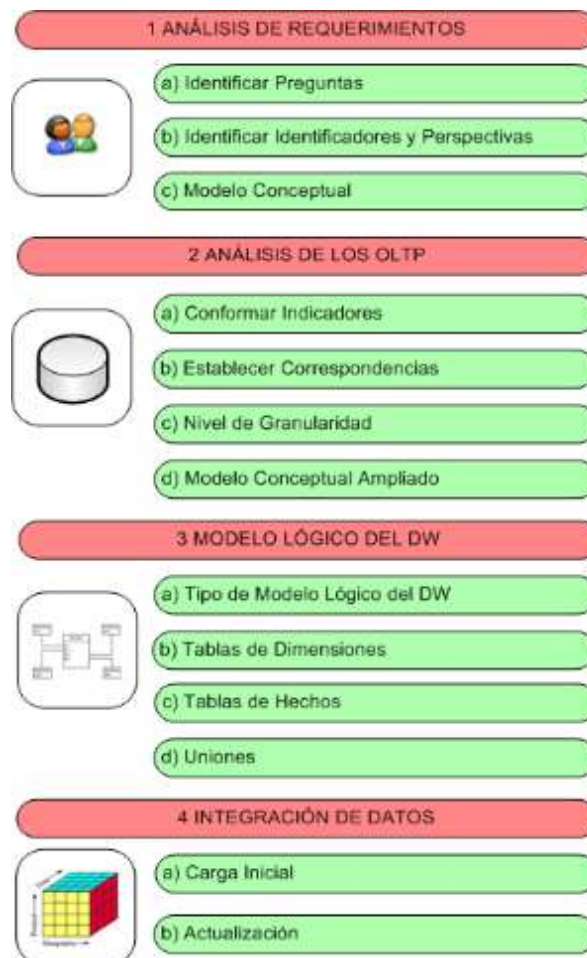 1 ANÁLISIS DE REQUERIMIENTOS
a) Identificar Preguntas
b) Identificar Identificadores y Perspectivas
c) Modelo Conceptual
2 ANÁLISIS DE LOS OLTP
a) Conformar Indicadores
b) Establecer Correspondencias
c) Nivel de Granularidad
d) Modelo Conceptual Ampliado
3 MODELO LÓGICO DEL DW
a) Tipo de Modelo Lógico del DW
b) Tablas de Dimensiones
c) Tablas de Hechos
d) Uniones
4 INTEGRACIÓN DE DATOS
a) Carga Inicial
b) Actualización